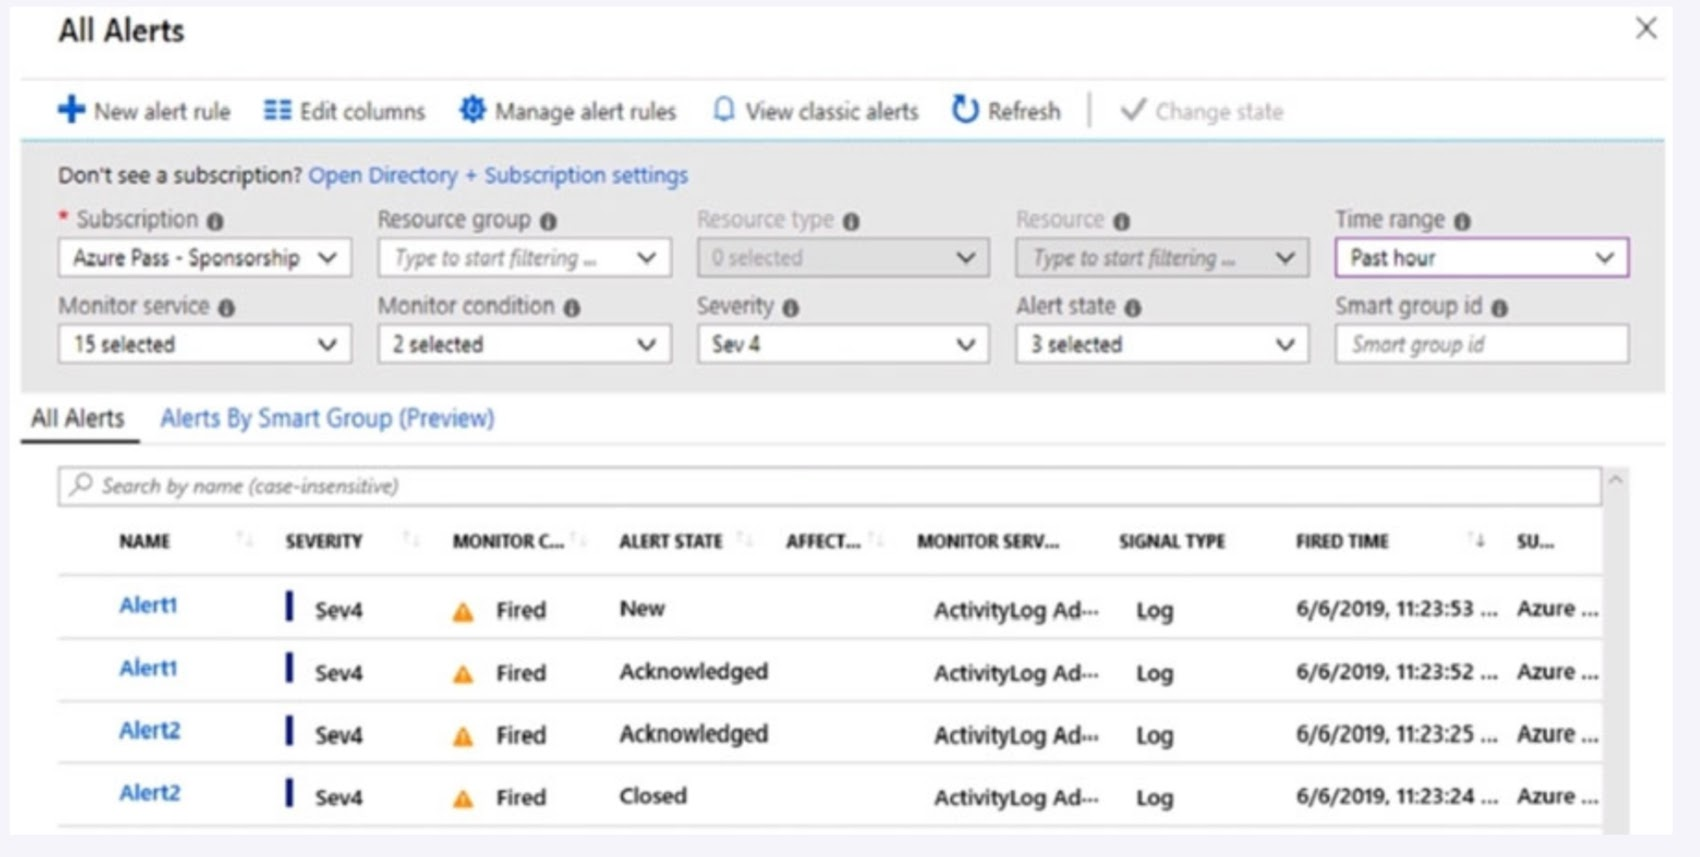 All Alerts
New alert rule Edit columns Manage alert rules View classic alerts Refresh Change state
Don't see a subscription? Open Directory + Subscription settings
* Subscription Resource group Resource type Resource Time range
Azure Pass - Sponsorship Type to start filtering ... 0 selected Type to start filtering ... Past hour
Monitor service Monitor condition Severity Alert state Smart group id
15 selected 2 selected Sev 4 3 selected Smart group id
All Alerts Alerts By Smart Group (Preview)
Search by name (case-insensitive)
NAME SEVERITY MONITOR C... ALERT STATE AFFECT... MONITOR SERV... SIGNAL TYPE FIRED TIME SU...
Alert1 Sev4 Fired New ActivityLog Ad... Log 6/6/2019, 11:23:53 ... Azure ...
Alert1 Sev4 Fired Acknowledged ActivityLog Ad... Log 6/6/2019, 11:23:52 ... Azure ...
Alert2 Sev4 Fired Acknowledged ActivityLog Ad... Log 6/6/2019, 11:23:25 ... Azure ...
Alert2 Sev4 Fired Closed ActivityLog Ad... Log 6/6/2019, 11:23:24 ... Azure ...